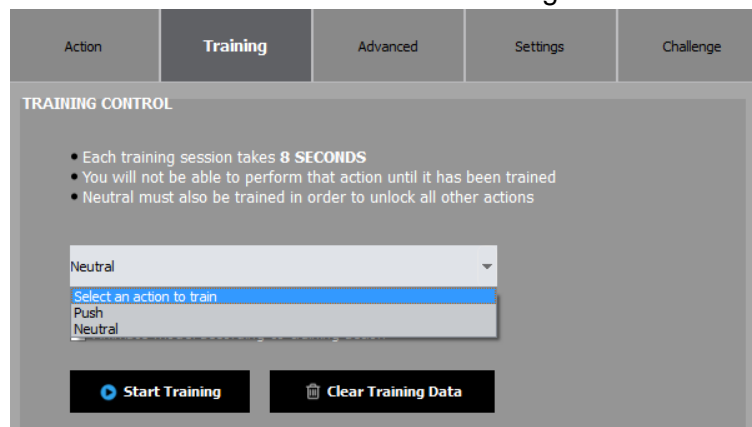 Action Training Advanced Settings Challenge
TRAINING CONTROL
• Each training session takes 8 SECONDS
• You will not be able to perform that action until it has been trained
• Neutral must also be trained in order to unlock all other actions
Neutral
Select an action to train
Push
Neutral
Start Training Clear Training Data